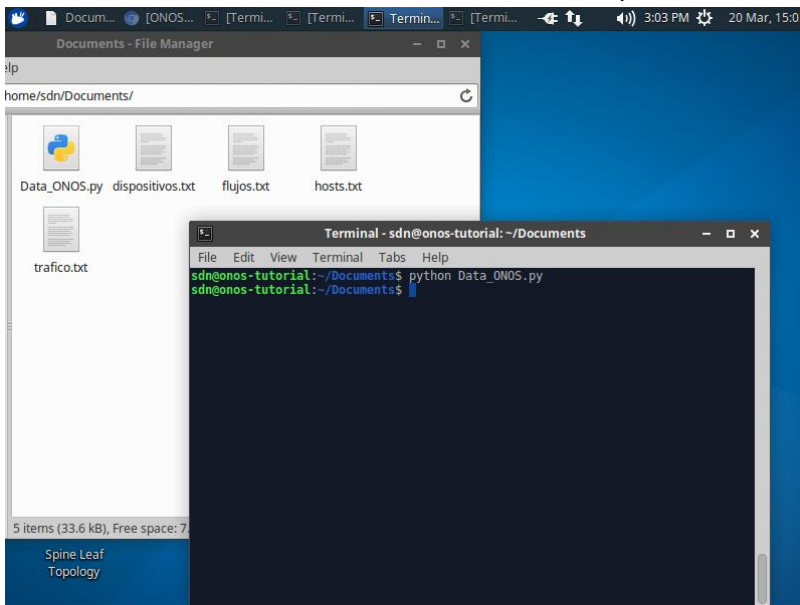 Docum... [ONOS... [Termi... [Termi... Termin... [Termi... 3:03 PM 20 Mar, 15:0
Documents - File Manager
elp
home/sdn/Documents/
Data_ONOS.py dispositivos.txt flujos.txt hosts.txt
trafico.txt
Terminal - sdn@onos-tutorial: ~/Documents
File Edit View Terminal Tabs Help
sdn@onos-tutorial:~/Documents$ python Data_ONOS.py
sdn@onos-tutorial:~/Documents$
5 items (33.6 kB), Free space: 7.
Spine Leaf
Topology